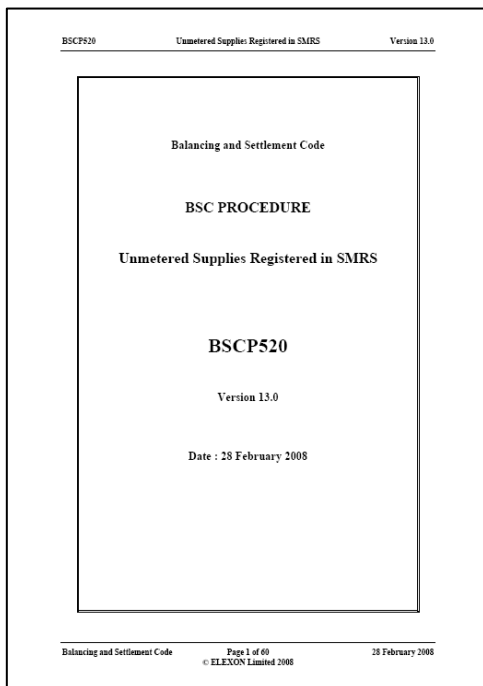 BSCP520 Unmetered Supplies Registered in SMRS Version 13.0
Balancing and Settlement Code
BSC PROCEDURE
Unmetered Supplies Registered in SMRS
BSCP520
Version 13.0
Date : 28 February 2008
Balancing and Settlement Code Page 1 of 60 28 February 2008
© ELEXON Limited 2008